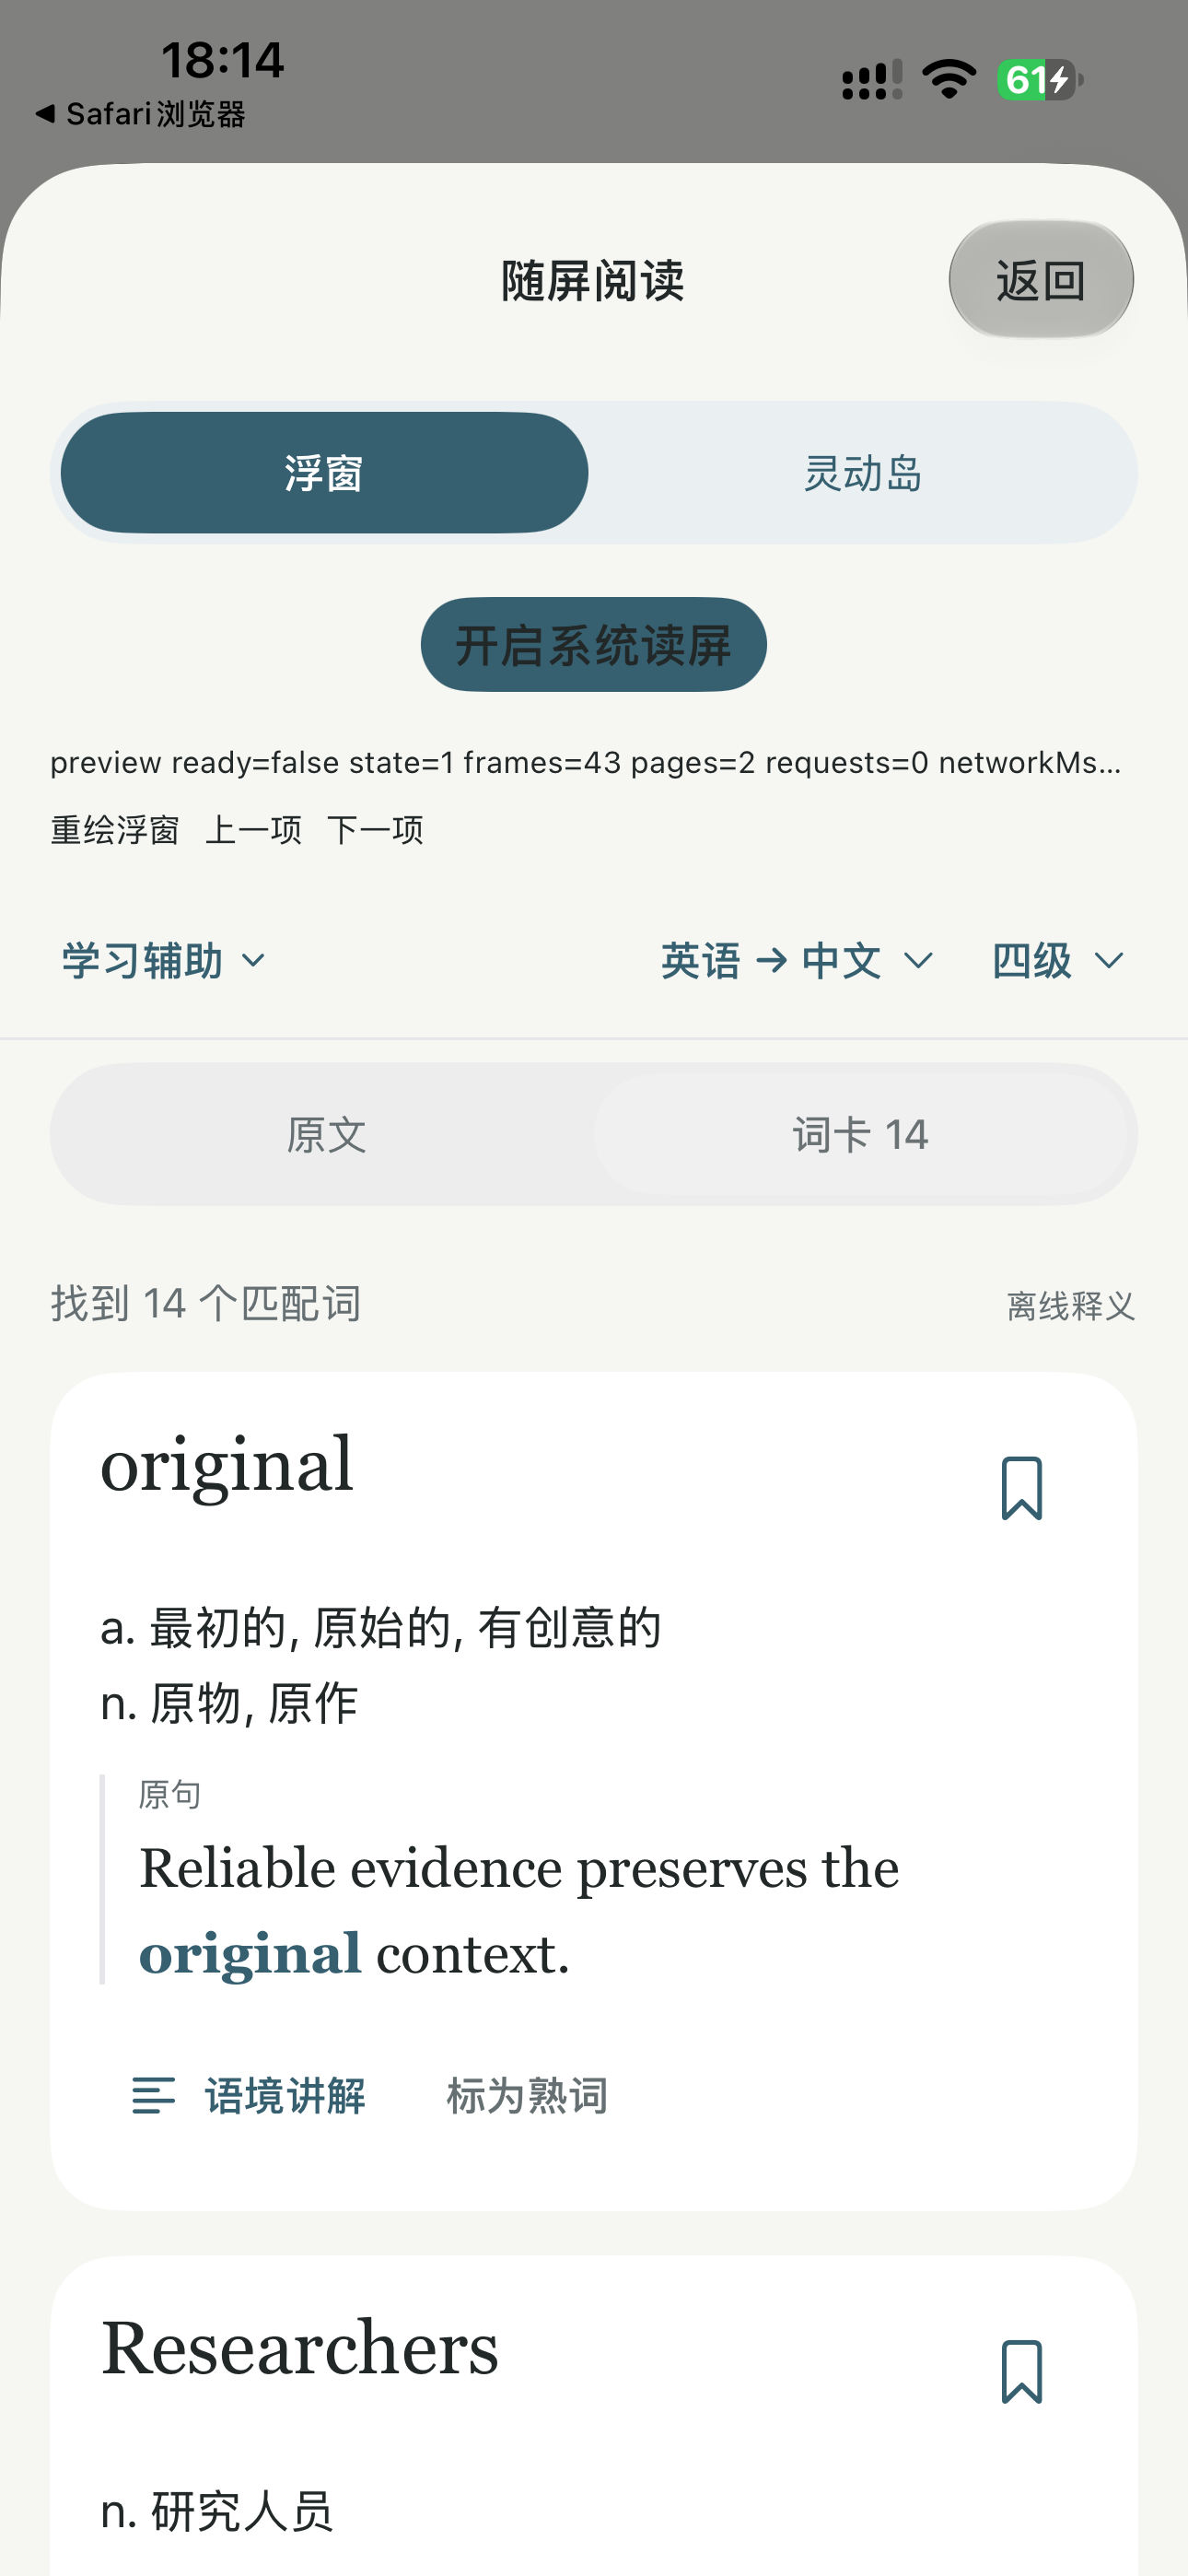 18:14
61
◀ Safari浏览器
随屏阅读
返回
浮窗
灵动岛
开启系统读屏
preview ready=false state=1 frames=43 pages=2 requests=0 networkMs...
重绘浮窗 上一项 下一项
学习辅助
英语 → 中文
四级
原文
词卡 14
找到 14 个匹配词
离线释义
original
a. 最初的, 原始的, 有创意的
n. 原物, 原作
原句
Reliable evidence preserves the
original context.
语境讲解
标为熟词
Researchers
n. 研究人员